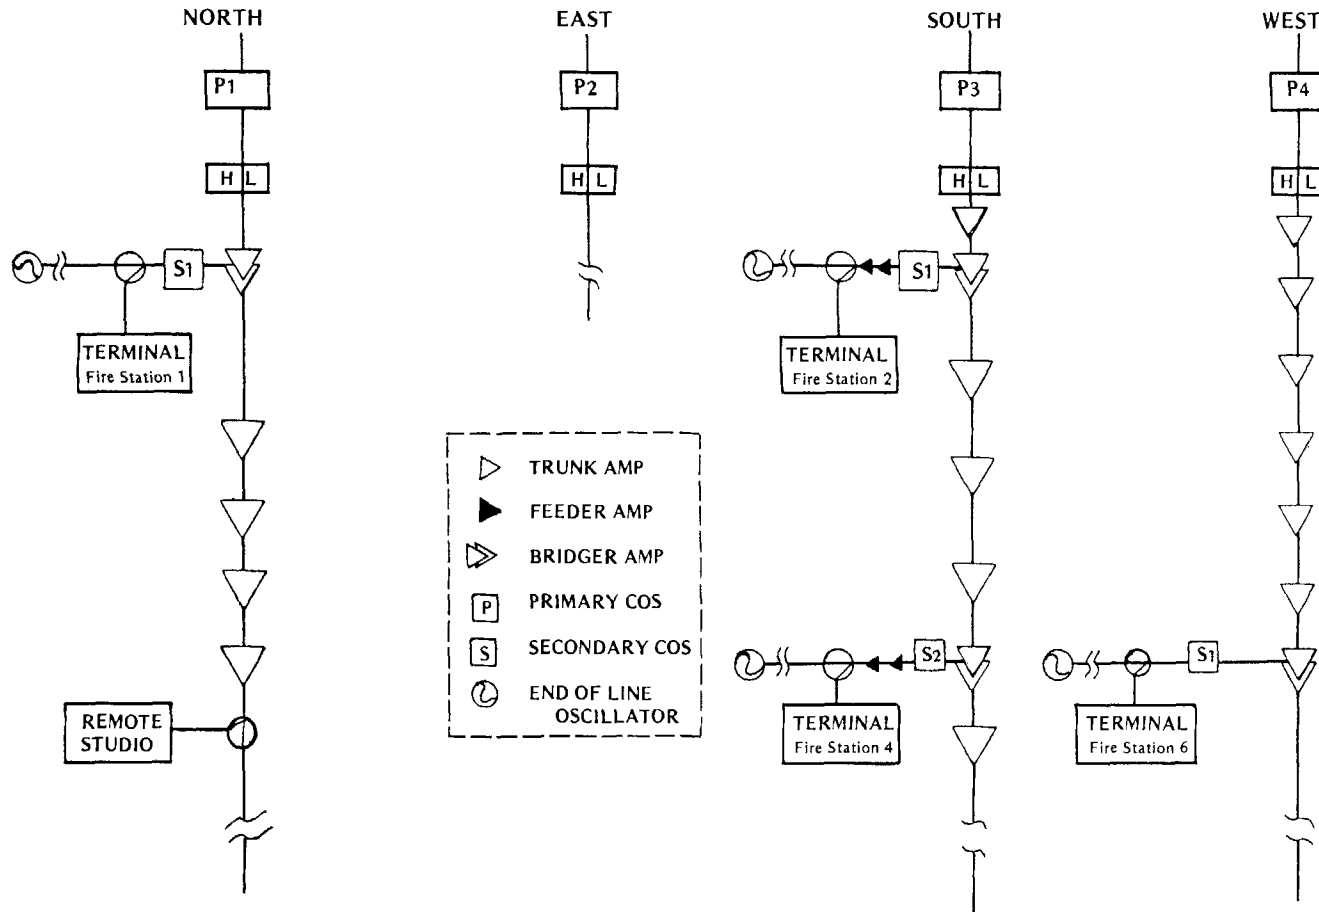 NORTH
EAST
SOUTH
WEST
P1
P2
P3
P4
H L
H L
H L
H L
S1
TERMINAL
Fire Station 1
S1
TERMINAL
Fire Station 2
TRUNK AMP
FEEDER AMP
BRIDGER AMP
P PRIMARY COS
S SECONDARY COS
END OF LINE
OSCILLATOR
REMOTE
STUDIO
S2
TERMINAL
Fire Station 4
S1
TERMINAL
Fire Station 6